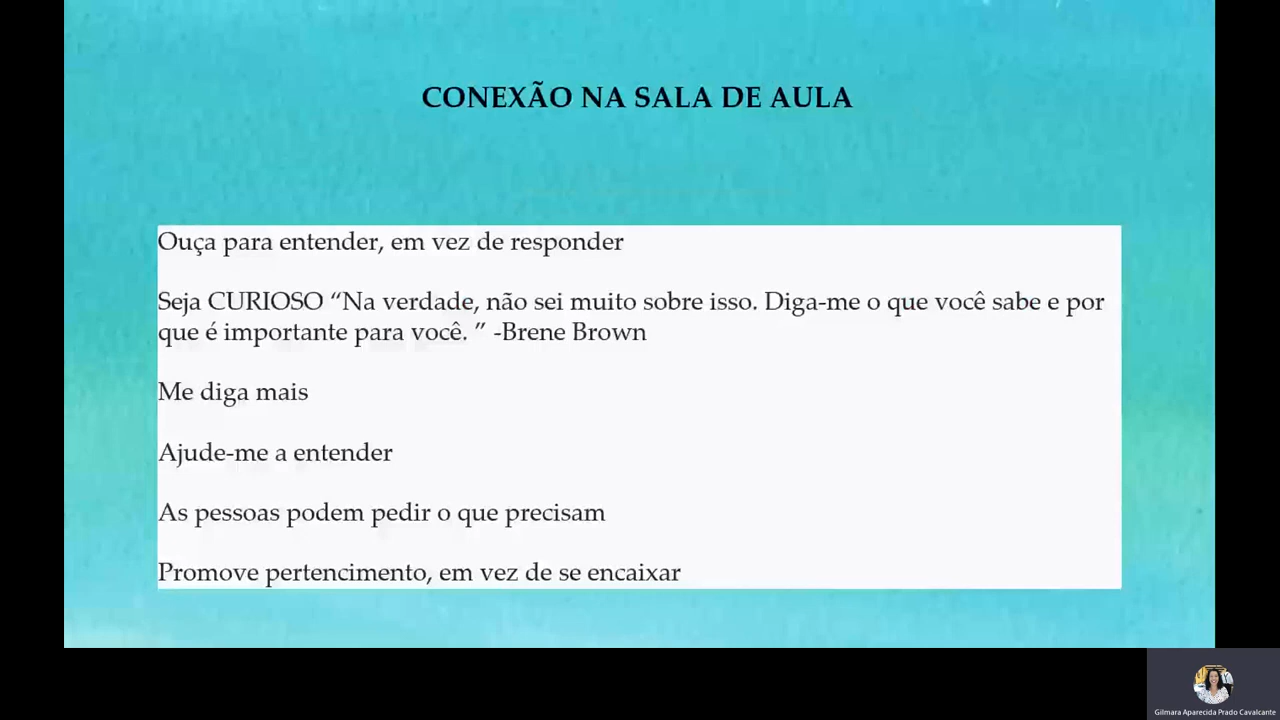 CONEXÃO NA SALA DE AULA
Ouça para entender, em vez de responder
Seja CURIOSO “Na verdade, não sei muito sobre isso. Diga-me o que você sabe e por
que é importante para você. ” -Brene Brown
Me diga mais
Ajude-me a entender
As pessoas podem pedir o que precisam
Promove pertencimento, em vez de se encaixar
Gilmara Aparecida Prado Cavalcante